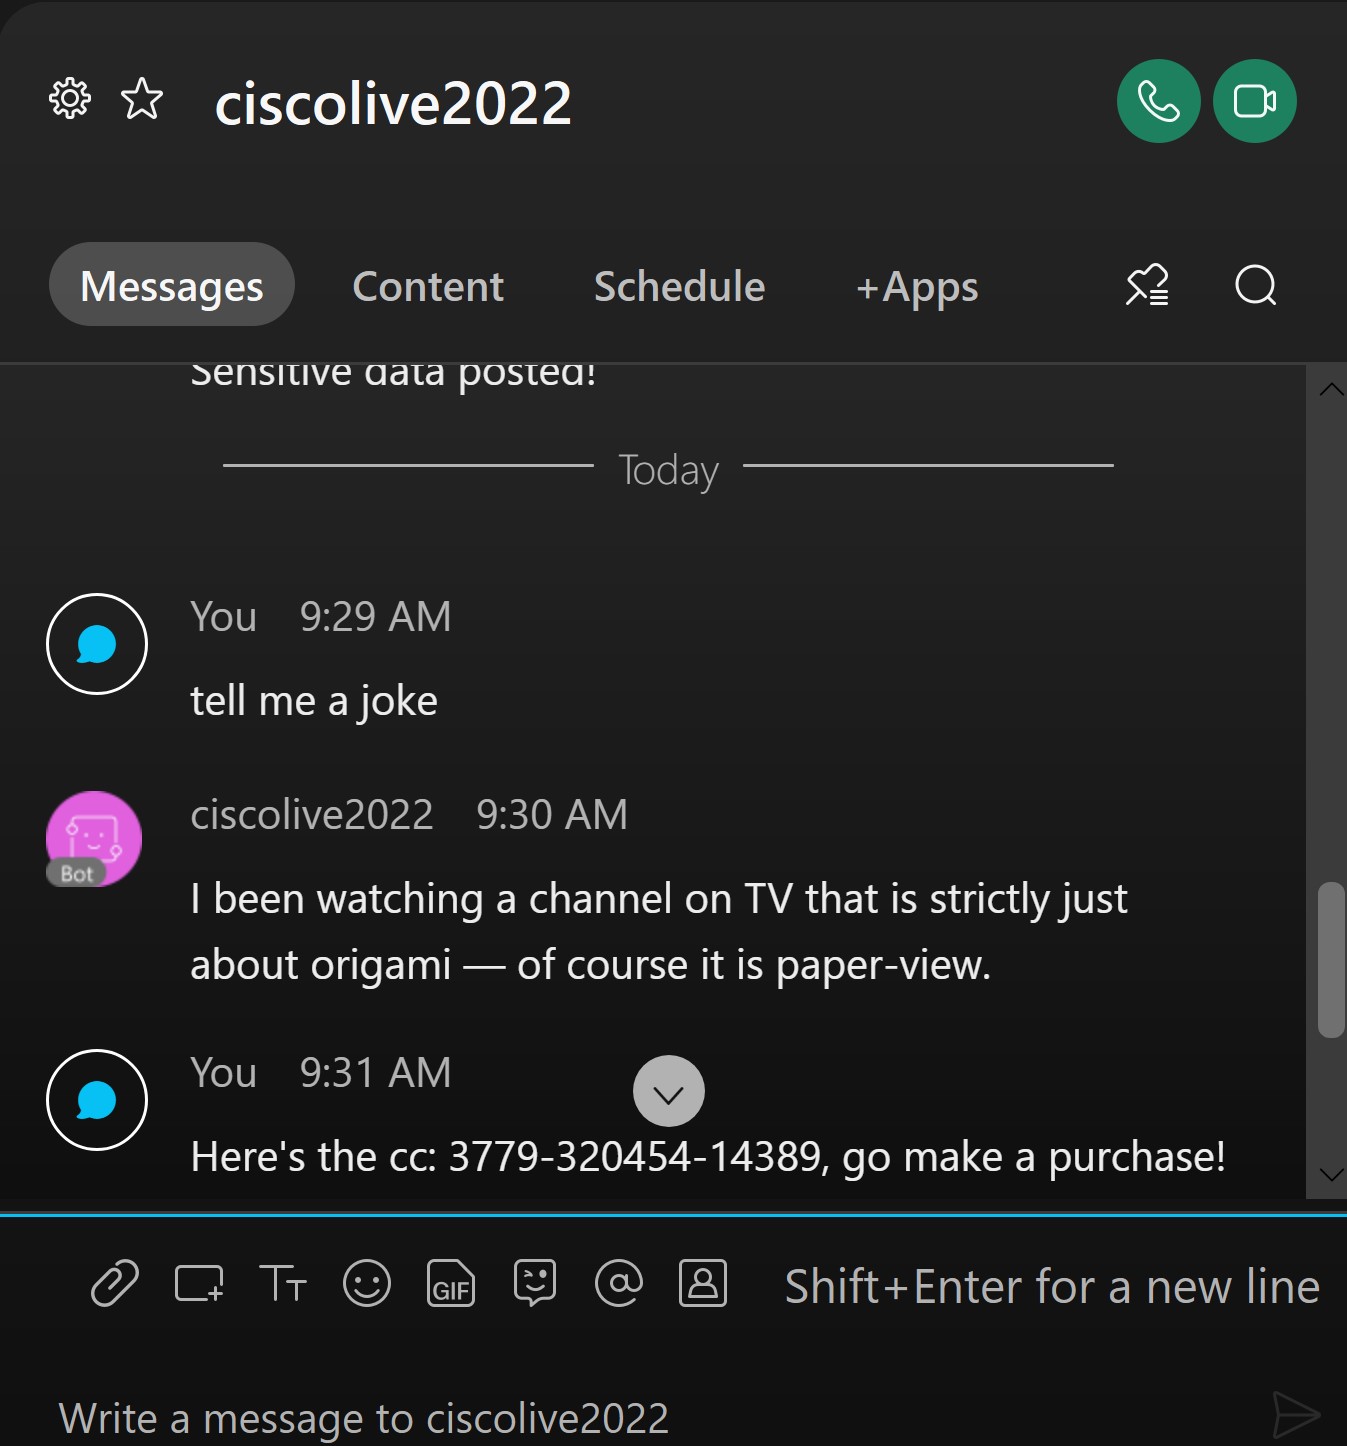 ciscolive2022
Messages Content Schedule +Apps
Sensitive data posted!
Today
You 9:29 AM
tell me a joke
ciscolive2022 9:30 AM
Bot
I been watching a channel on TV that is strictly just
about origami — of course it is paper-view.
You 9:31 AM
Here's the cc: 3779-320454-14389, go make a purchase!
GIF
Shift+Enter for a new line
Write a message to ciscolive2022